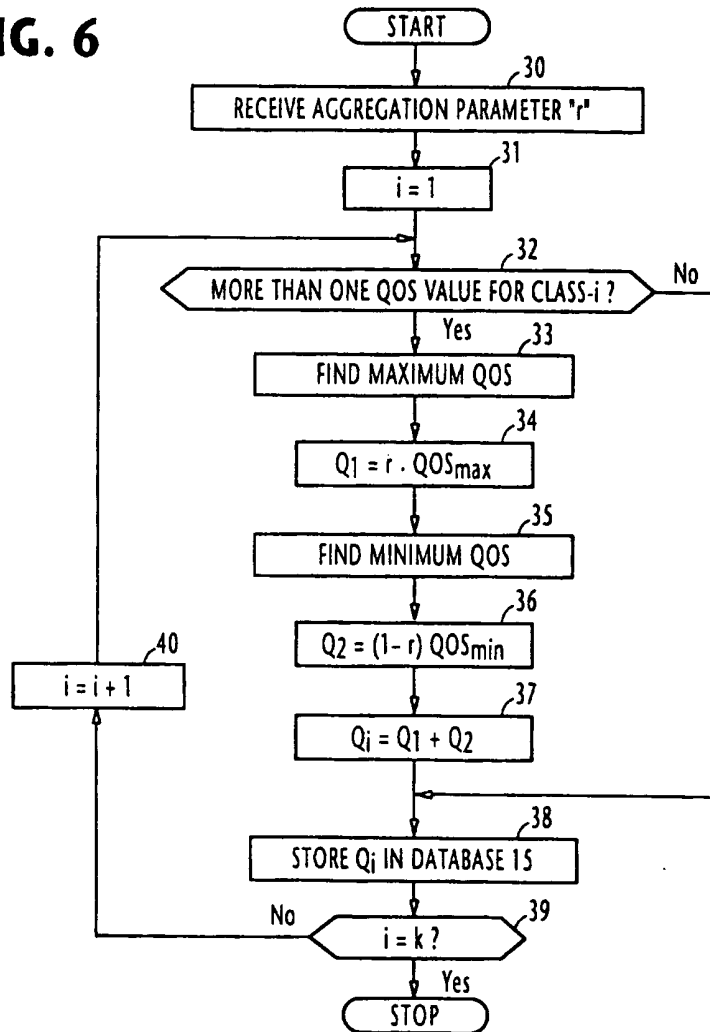 IG. 6
START
30
RECEIVE AGGREGATION PARAMETER "r"
31
i = 1
32
MORE THAN ONE QOS VALUE FOR CLASS-i ?
No
Yes
33
FIND MAXIMUM QOS
34
Q1 = r . QOSmax
35
FIND MINIMUM QOS
36
Q2 = (1- r) QOSmin
40
i = i + 1
37
Qi = Q1 + Q2
38
STORE Qi IN DATABASE 15
No
39
i = k ?
Yes
STOP